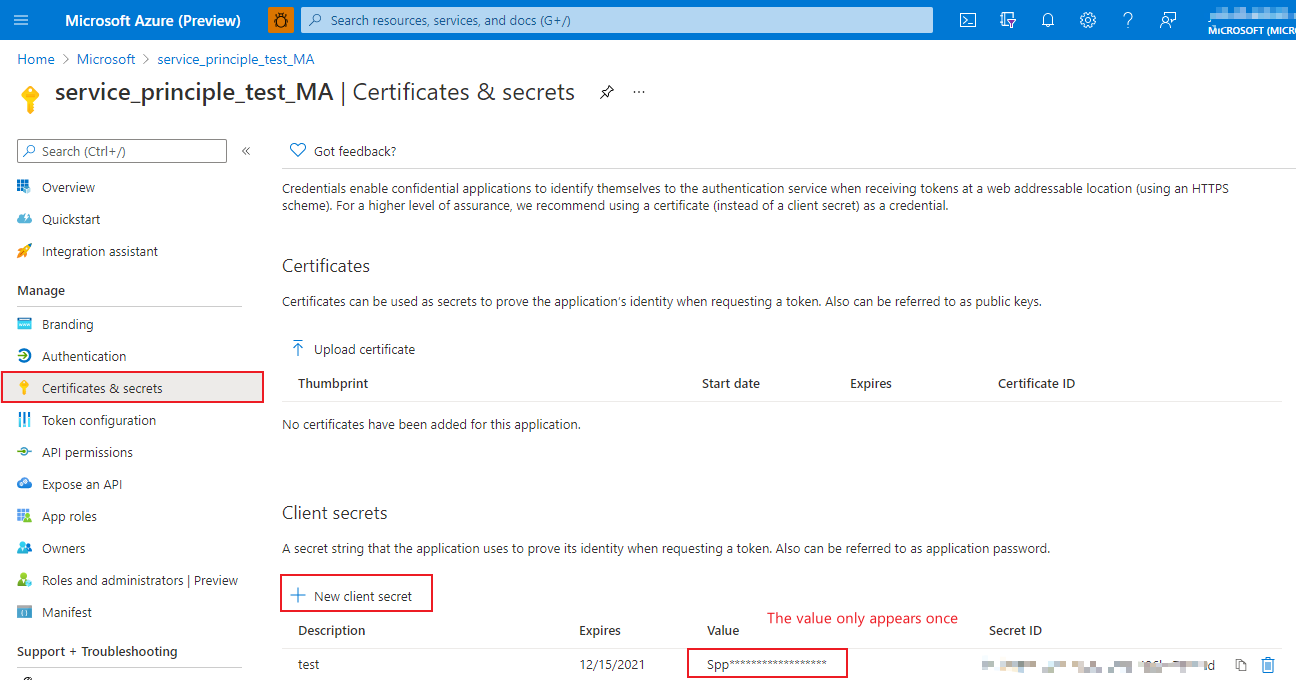 Microsoft Azure (Preview)
Search resources, services, and docs (G+/)
MICROSOFT (MICR
Home > Microsoft > service_principle_test_MA
service_principle_test_MA | Certificates & secrets
Search (Ctrl+/)
Got feedback?
Overview
Quickstart
Integration assistant
Manage
Branding
Authentication
Certificates & secrets
Token configuration
API permissions
Expose an API
App roles
Owners
Roles and administrators | Preview
Manifest
Support + Troubleshooting
Credentials enable confidential applications to identify themselves to the authentication service when receiving tokens at a web addressable location (using an HTTPS
scheme). For a higher level of assurance, we recommend using a certificate (instead of a client secret) as a credential.
Certificates
Certificates can be used as secrets to prove the application's identity when requesting a token. Also can be referred to as public keys.
Upload certificate
Thumbprint Start date Expires Certificate ID
No certificates have been added for this application.
Client secrets
A secret string that the application uses to prove its identity when requesting a token. Also can be referred to as application password.
New client secret
The value only appears once
Description Expires Value Secret ID
test 12/15/2021 Spp******************